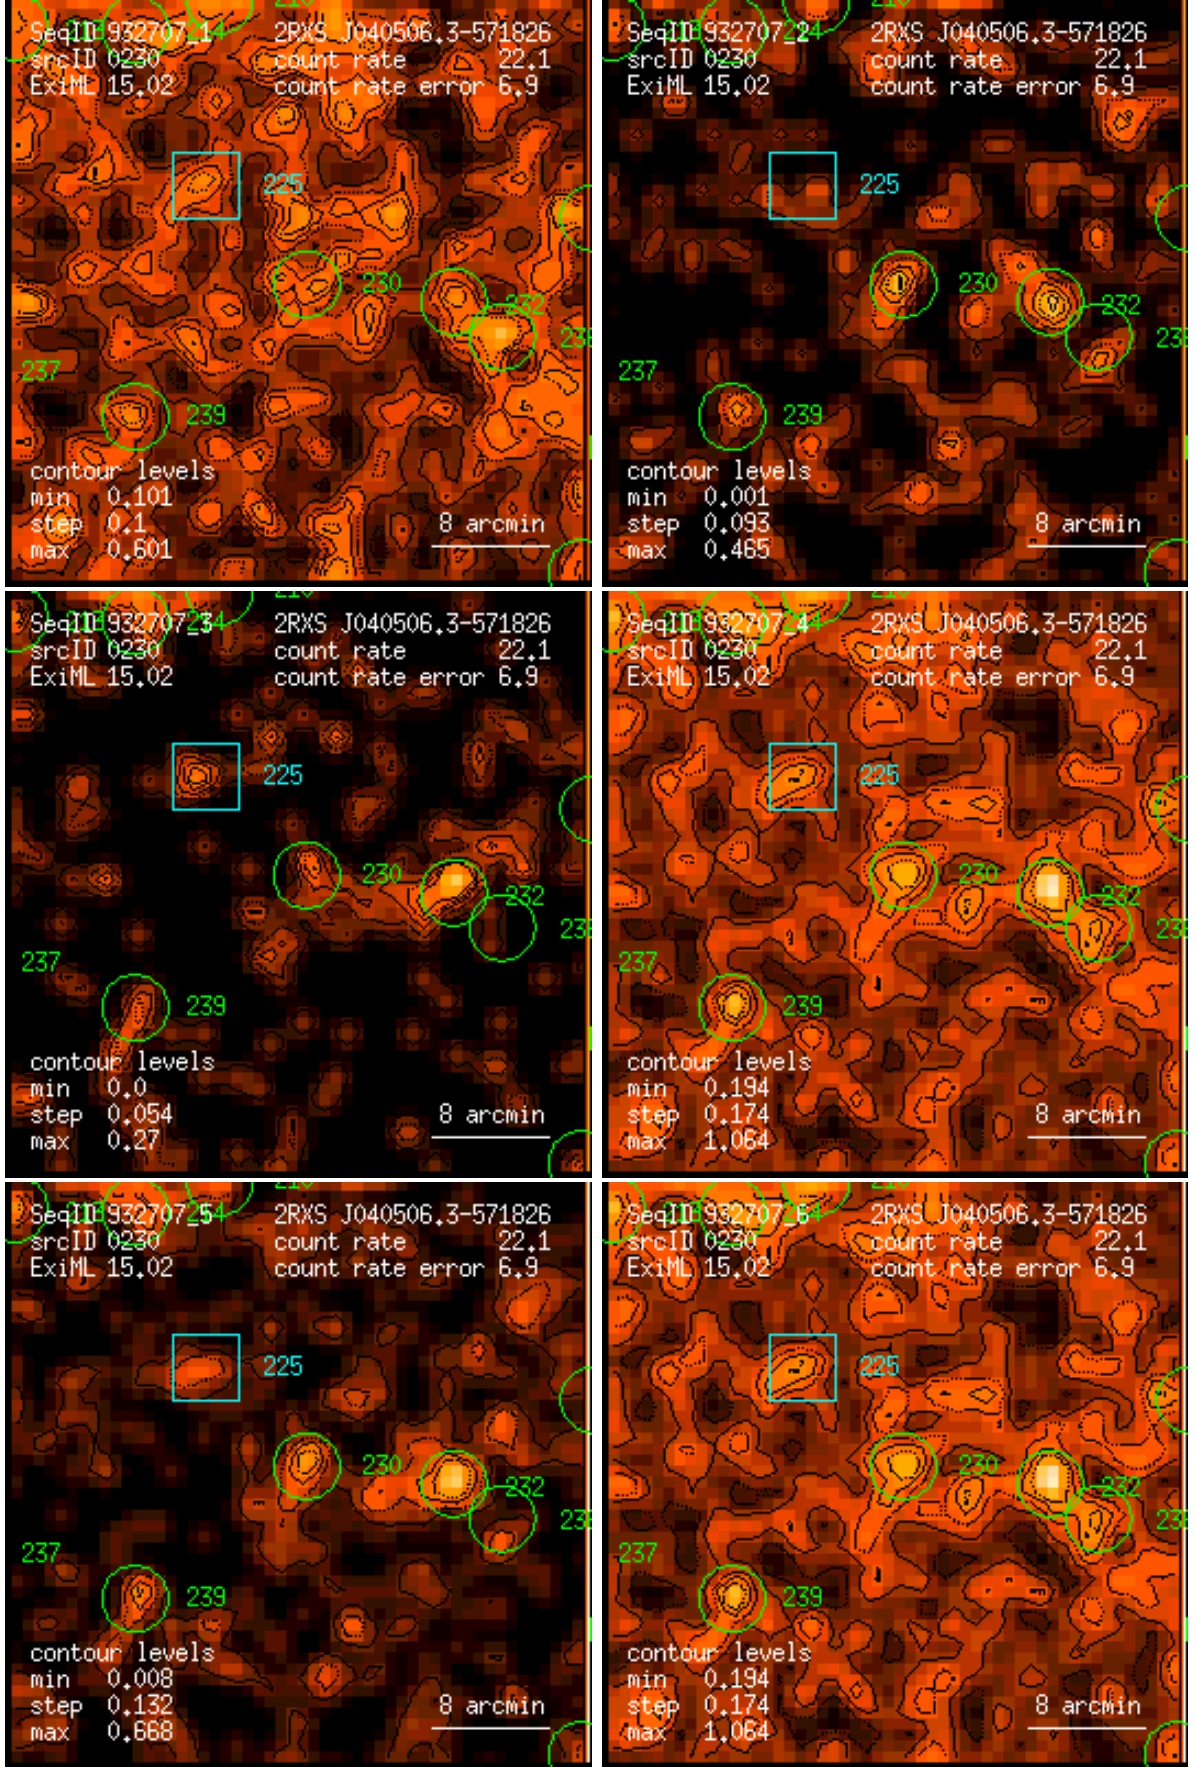 SeqID 932707_1 2RXS J040506.3-571826
srcID 0230 count rate 22.1
ExiML 15.02 count rate error 6.9
225
230
232
237
239
contour levels
min 0.101
step 0.1
max 0.601
8 arcmin
SeqID 932707_2 2RXS J040506.3-571826
srcID 0230 count rate 22.1
ExiML 15.02 count rate error 6.9
225
230
232
237
239
contour levels
min 0.001
step 0.093
max 0.465
8 arcmin
SeqID 932707_3 2RXS J040506.3-571826
srcID 0230 count rate 22.1
ExiML 15.02 count rate error 6.9
225
230
232
237
239
contour levels
min 0.0
step 0.054
max 0.27
8 arcmin
SeqID 932707_4 2RXS J040506.3-571826
srcID 0230 count rate 22.1
ExiML 15.02 count rate error 6.9
225
230
232
237
239
contour levels
min 0.194
step 0.174
max 1.064
8 arcmin
SeqID 932707_5 2RXS J040506.3-571826
srcID 0230 count rate 22.1
ExiML 15.02 count rate error 6.9
225
230
232
237
239
contour levels
min 0.008
step 0.132
max 0.668
8 arcmin
SeqID 932707_6 2RXS J040506.3-571826
srcID 0230 count rate 22.1
ExiML 15.02 count rate error 6.9
225
230
232
237
239
contour levels
min 0.194
step 0.174
max 1.064
8 arcmin